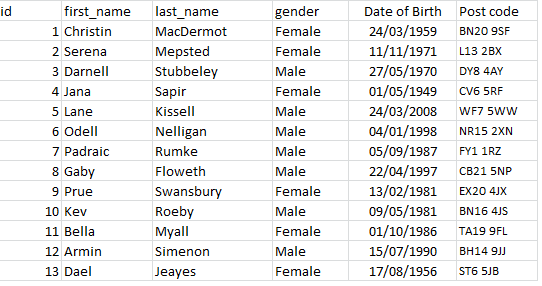 id first_name last_name gender Date of Birth Post code
1 Christin MacDermot Female 24/03/1959 BN20 9SF
2 Serena Mepsted Female 11/11/1971 L13 2BX
3 Darnell Stubbeley Male 27/05/1970 DY8 4AY
4 Jana Sapir Female 01/05/1949 CV6 5RF
5 Lane Kissell Male 24/03/2008 WF7 5WW
6 Odell Nelligan Male 04/01/1998 NR15 2XN
7 Padraic Rumke Male 05/09/1987 FY1 1RZ
8 Gaby Floweth Male 22/04/1997 CB21 5NP
9 Prue Swansbury Female 13/02/1981 EX20 4JX
10 Kev Roeby Male 09/05/1981 BN16 4JS
11 Bella Myall Female 01/10/1986 TA19 9FL
12 Armin Simenon Male 15/07/1990 BH14 9JJ
13 Dael Jeayes Female 17/08/1956 ST6 5JB